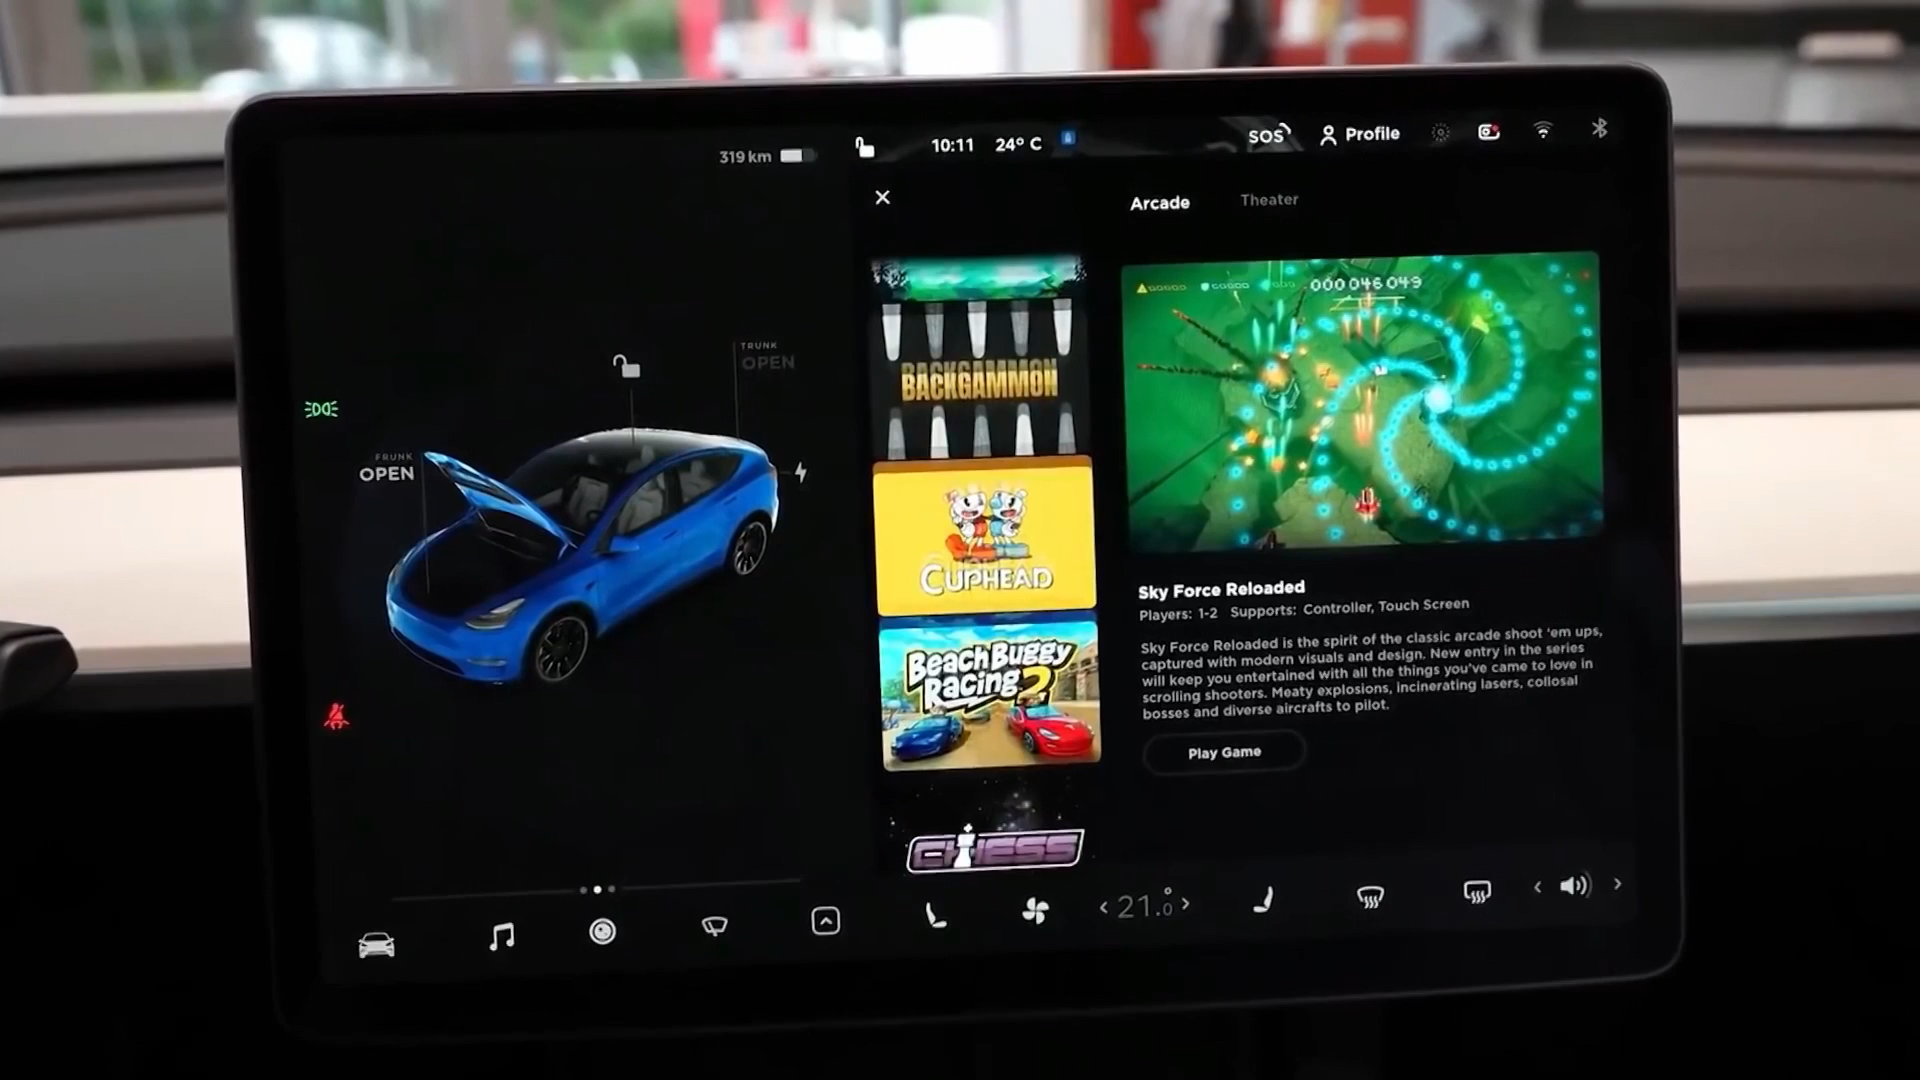 319 km
10:11
24° C
SOS
Profile
Arcade
Theater
TRUNK
OPEN
FRUNK
OPEN
BACKGAMMON
CUPHEAD
Beach Buggy
Racing 2
CHESS
000046049
Sky Force Reloaded
Players: 1-2 Supports: Controller, Touch Screen
Sky Force Reloaded is the spirit of the classic arcade shoot 'em ups,
captured with modern visuals and design. New entry in the series
will keep you entertained with all the things you've came to love in
scrolling shooters. Meaty explosions, incinerating lasers, collosal
bosses and diverse aircrafts to pilot.
Play Game
21.0°